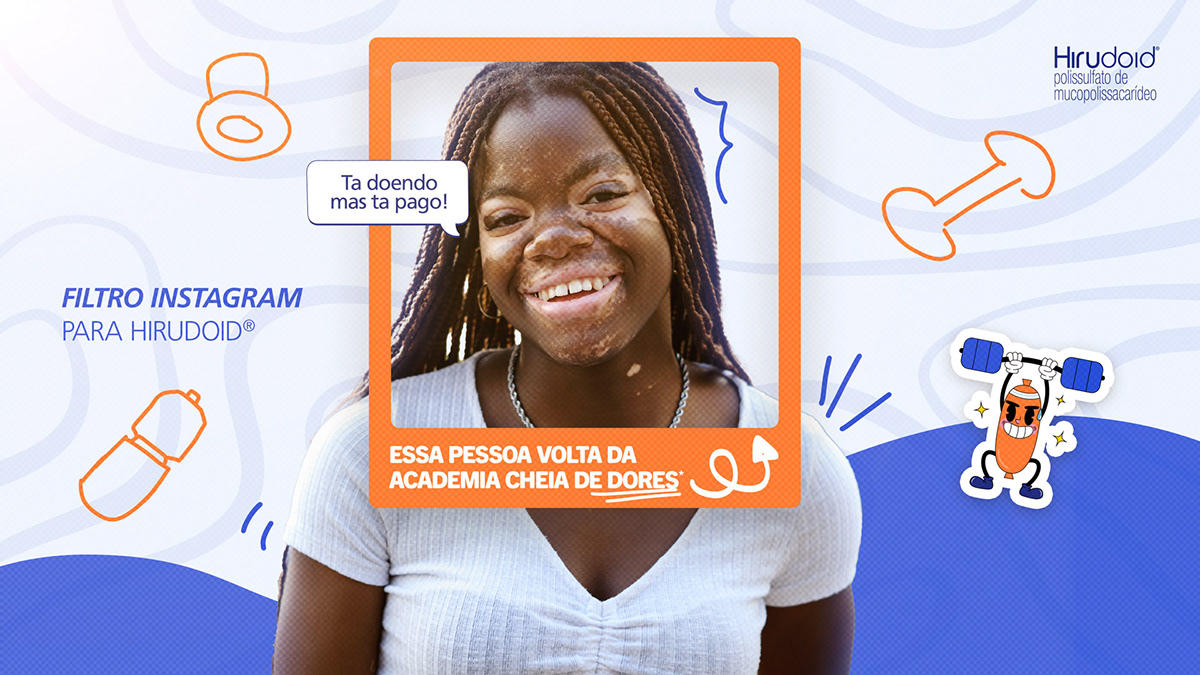 Hirudoid®
polissulfato de
mucopolissacarídeo
Ta doendo
mas ta pago!
FILTRO INSTAGRAM
PARA HIRUDOID®
ESSA PESSOA VOLTA DA
ACADEMIA CHEIA DE DORES*